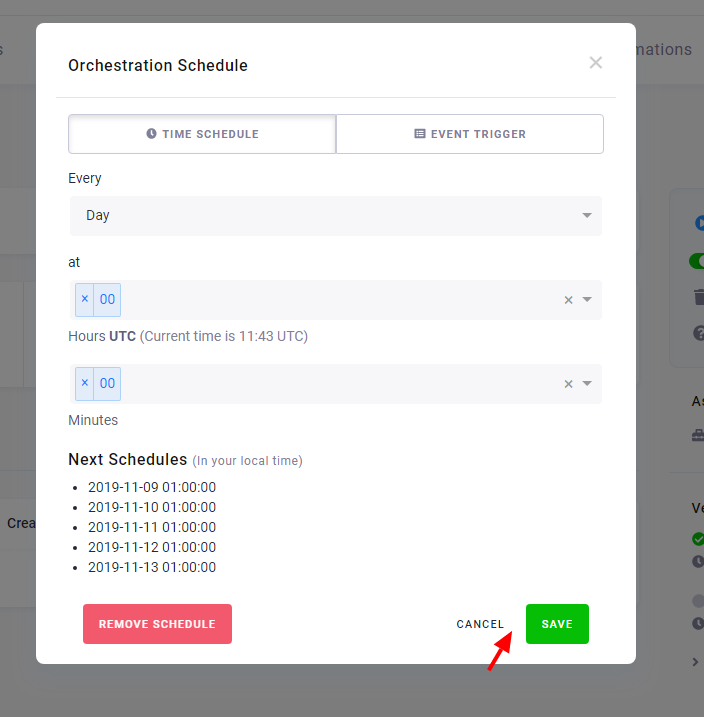 s
mations
Orchestration Schedule
TIME SCHEDULE
EVENT TRIGGER
Every
Day
at
× 00
Hours UTC (Current time is 11:43 UTC)
× 00
Minutes
As
Next Schedules (In your local time)
2019-11-09 01:00:00
2019-11-10 01:00:00
Ve
2019-11-11 01:00:00
Crea
2019-11-12 01:00:00
2019-11-13 01:00:00
REMOVE SCHEDULE
CANCEL
SAVE